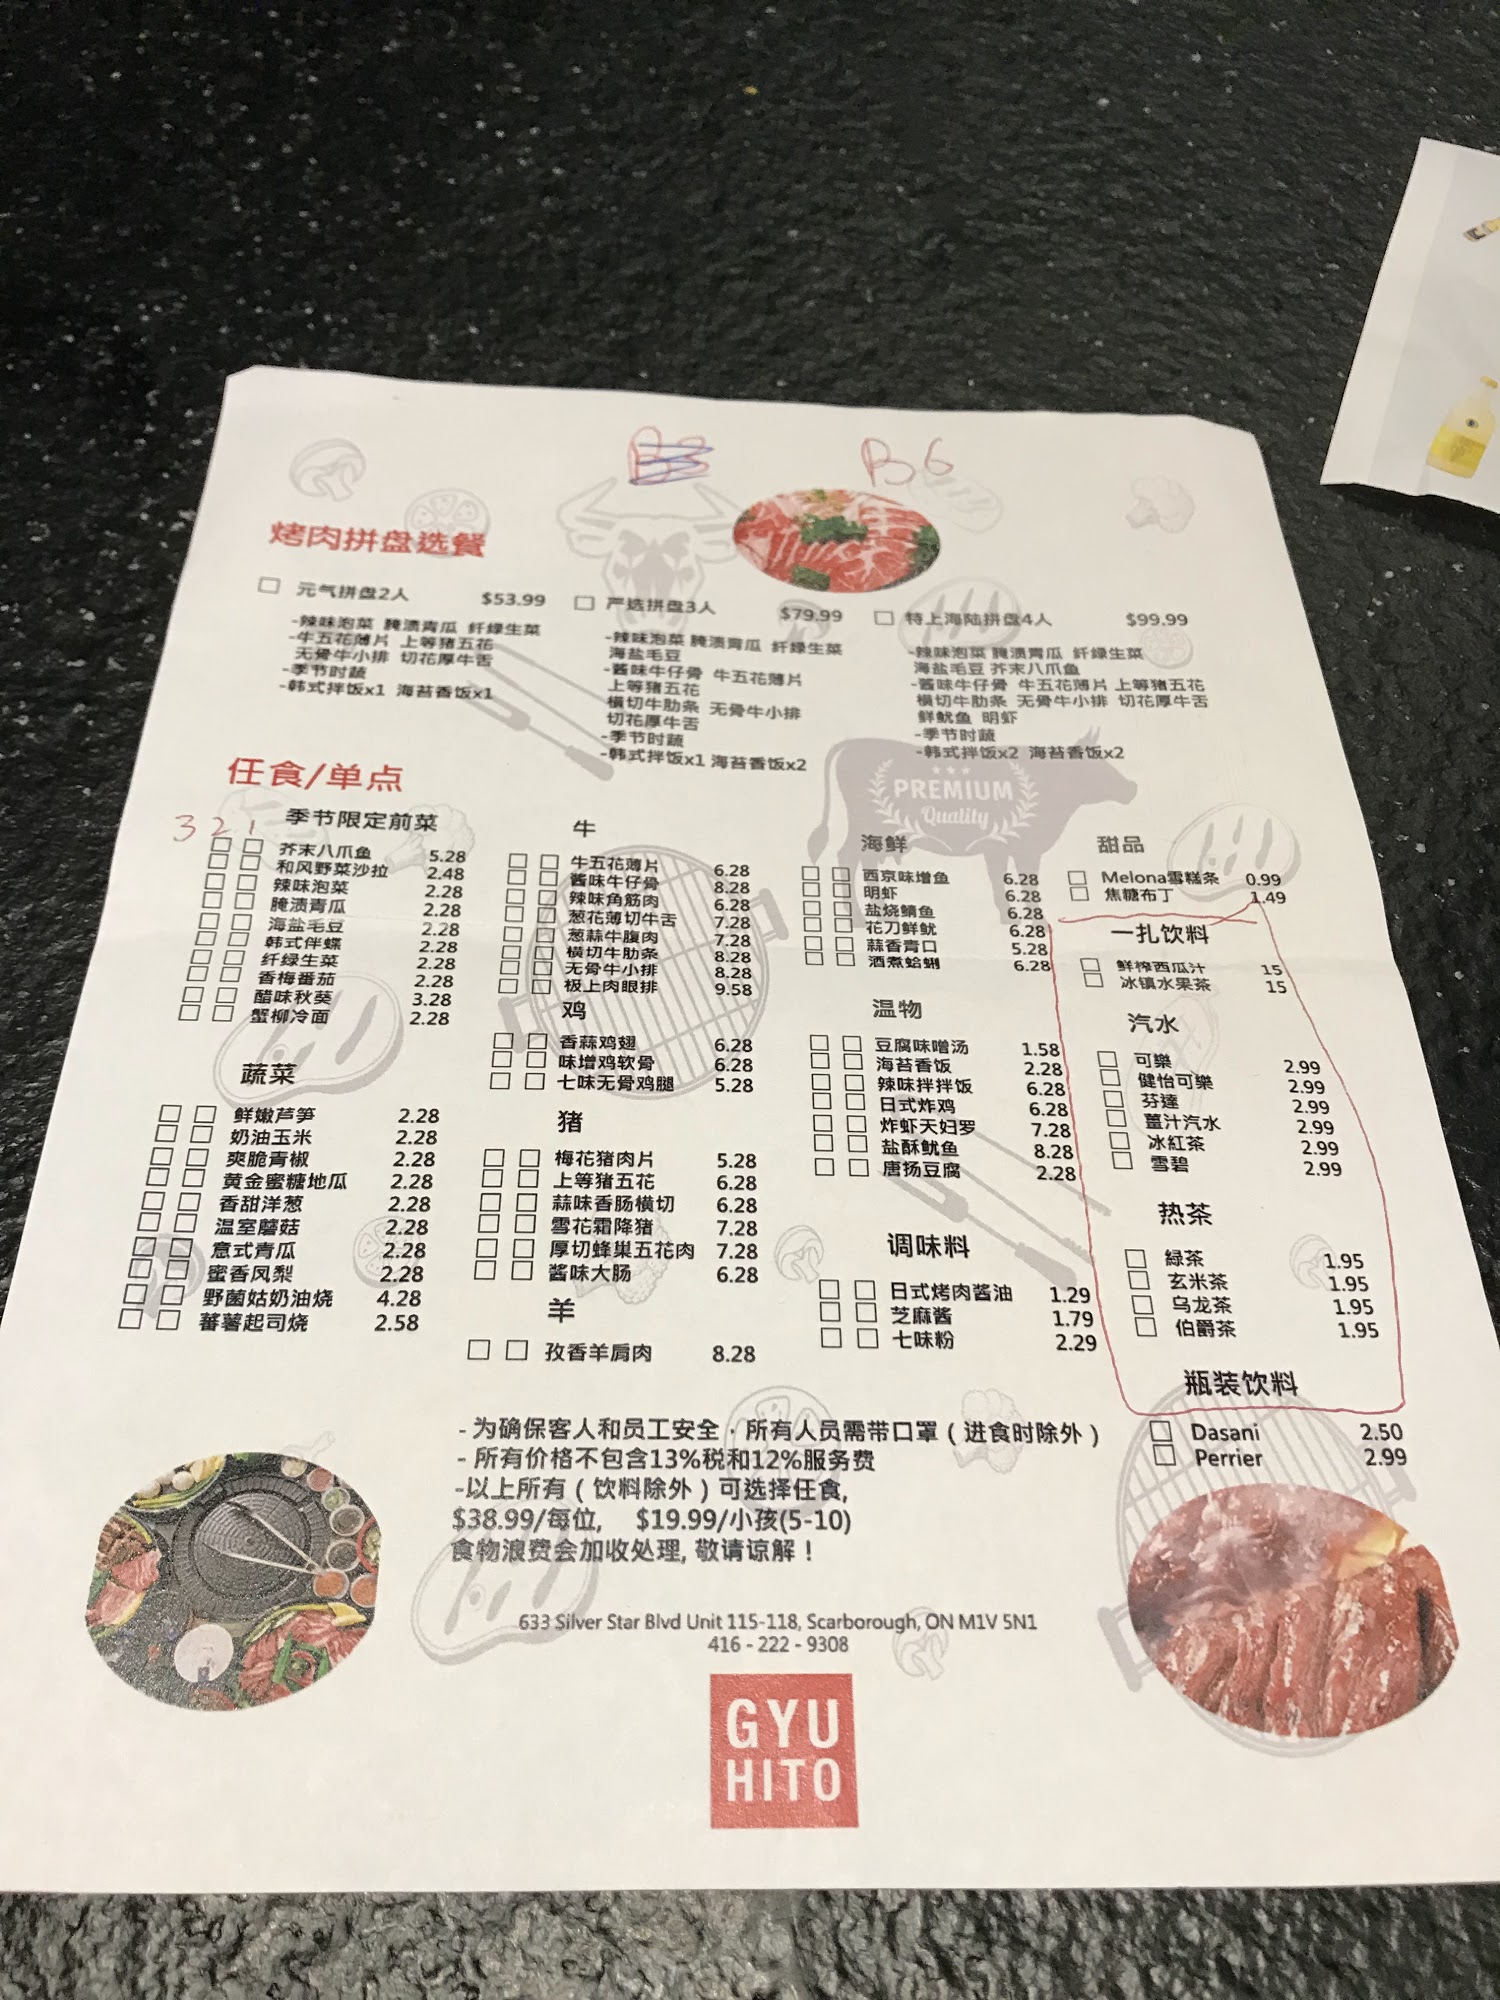 B6
烤肉拼盘选餐
元气拼盘2人 $53.99
-辣味泡菜 腌渍青瓜 纤绿生菜
-牛五花薄片 上等猪五花
无骨牛小排 切花厚牛舌
-季节时蔬
-韩式拌饭x1 海苔香饭x1
严选拼盘3人 $79.99
-辣味泡菜 腌渍青瓜 纤绿生菜
海盐毛豆
-酱味牛仔骨 牛五花薄片
上等猪五花
横切牛肋条 无骨牛小排
切花厚牛舌
-季节时蔬
-韩式拌饭x1 海苔香饭x2
特上海陆拼盘4人 $99.99
-辣味泡菜 腌渍青瓜 纤绿生菜
海盐毛豆 芥末八爪鱼
-酱味牛仔骨 牛五花薄片 上等猪五花
横切牛肋条 无骨牛小排 切花厚牛舌
鲜鱿鱼 明虾
-季节时蔬
-韩式拌饭x2 海苔香饭x2
PREMIUM
Quality
任食/单点
3 2 1
季节限定前菜
芥末八爪鱼 5.28
和风野菜沙拉 2.48
辣味泡菜 2.28
腌渍青瓜 2.28
海盐毛豆 2.28
韩式伴蝶 2.28
纤绿生菜 2.28
香梅番茄 2.28
醋味秋葵 3.28
蟹柳冷面 2.28
蔬菜
鲜嫩芦笋 2.28
奶油玉米 2.28
爽脆青椒 2.28
黄金蜜糖地瓜 2.28
香甜洋葱 2.28
温室蘑菇 2.28
意式青瓜 2.28
蜜香凤梨 2.28
野菌姑奶油烧 4.28
蕃薯起司烧 2.58
牛
牛五花薄片 6.28
酱味牛仔骨 8.28
辣味角筋肉 6.28
葱花薄切牛舌 7.28
葱蒜牛腹肉 7.28
横切牛肋条 8.28
无骨牛小排 8.28
极上肉眼排 9.58
鸡
香蒜鸡翅 6.28
味增鸡软骨 6.28
七味无骨鸡腿 5.28
猪
梅花猪肉片 5.28
上等猪五花 6.28
蒜味香肠横切 6.28
雪花霜降猪 7.28
厚切蜂巢五花肉 7.28
酱味大肠 6.28
羊
孜香羊肩肉 8.28
海鲜
西京味增鱼 6.28
明虾 6.28
盐烧鲭鱼 6.28
花刀鲜鱿 6.28
蒜香青口 5.28
酒煮蛤蜊 6.28
温物
豆腐味噌汤 1.58
海苔香饭 2.28
辣味拌拌饭 6.28
日式炸鸡 6.28
炸虾天妇罗 7.28
盐酥鱿鱼 8.28
唐扬豆腐 2.28
调味料
日式烤肉酱油 1.29
芝麻酱 1.79
七味粉 2.29
甜品
Melona雪糕条 0.99
焦糖布丁 1.49
一扎饮料
鲜榨西瓜汁 15
冰镇水果茶 15
汽水
可樂 2.99
健怡可樂 2.99
芬達 2.99
薑汁汽水 2.99
冰紅茶 2.99
雪碧 2.99
热茶
緑茶 1.95
玄米茶 1.95
乌龙茶 1.95
伯爵茶 1.95
瓶装饮料
Dasani 2.50
Perrier 2.99
- 为确保客人和员工安全·所有人员需带口罩（进食时除外）
- 所有价格不包含13%税和12%服务费
-以上所有（饮料除外）可选择任食,
$38.99/每位, $19.99/小孩(5-10)
食物浪费会加收处理, 敬请谅解！
633 Silver Star Blvd Unit 115-118, Scarborough, ON M1V 5N1
416 - 222 - 9308
GYU
HITO